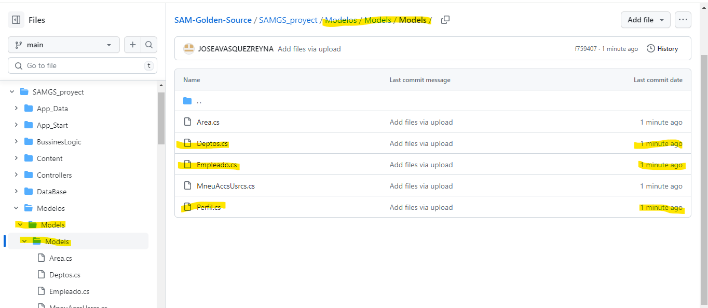 Files
main
Go to file
t
SAMGS_proyect
App_Data
App_Start
BussinesLogic
Content
Controllers
DataBase
Modelos
Models
Models
Area.cs
Deptos.cs
Empleado.cs
MneuAccsUsrcs.cs
SAM-Golden-Source / SAMGS_proyect / Modelos / Models / Models /
Add file
JOSEAVASQUEZREYNA Add files via upload
f759407 · 1 minute ago History
Name Last commit message Last commit date
..
Area.cs Add files via upload 1 minute ago
Deptos.cs Add files via upload 1 minute ago
Empleado.cs Add files via upload 1 minute ago
MneuAccsUsrcs.cs Add files via upload 1 minute ago
Perfil.cs Add files via upload 1 minute ago